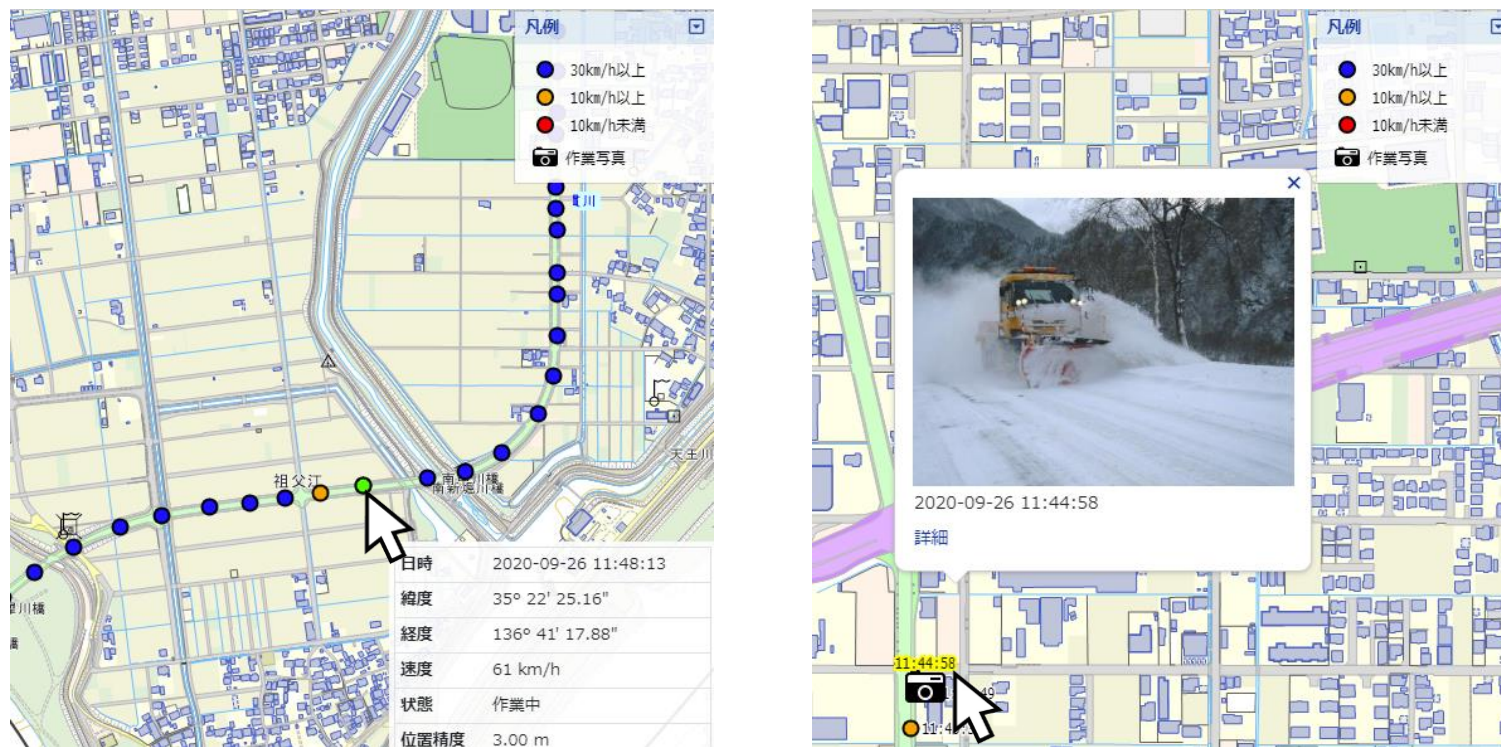 凡例
30km/h以上
10km/h以上
10km/h未満
作業写真
川
天王川
祖父江
南新堀川橋
川橋
日時 2020-09-26 11:48:13
緯度 35° 22' 25.16"
経度 136° 41' 17.88"
速度 61 km/h
状態 作業中
位置精度 3.00 m
凡例
30km/h以上
10km/h以上
10km/h未満
作業写真
×
2020-09-26 11:44:58
詳細
11:44:58